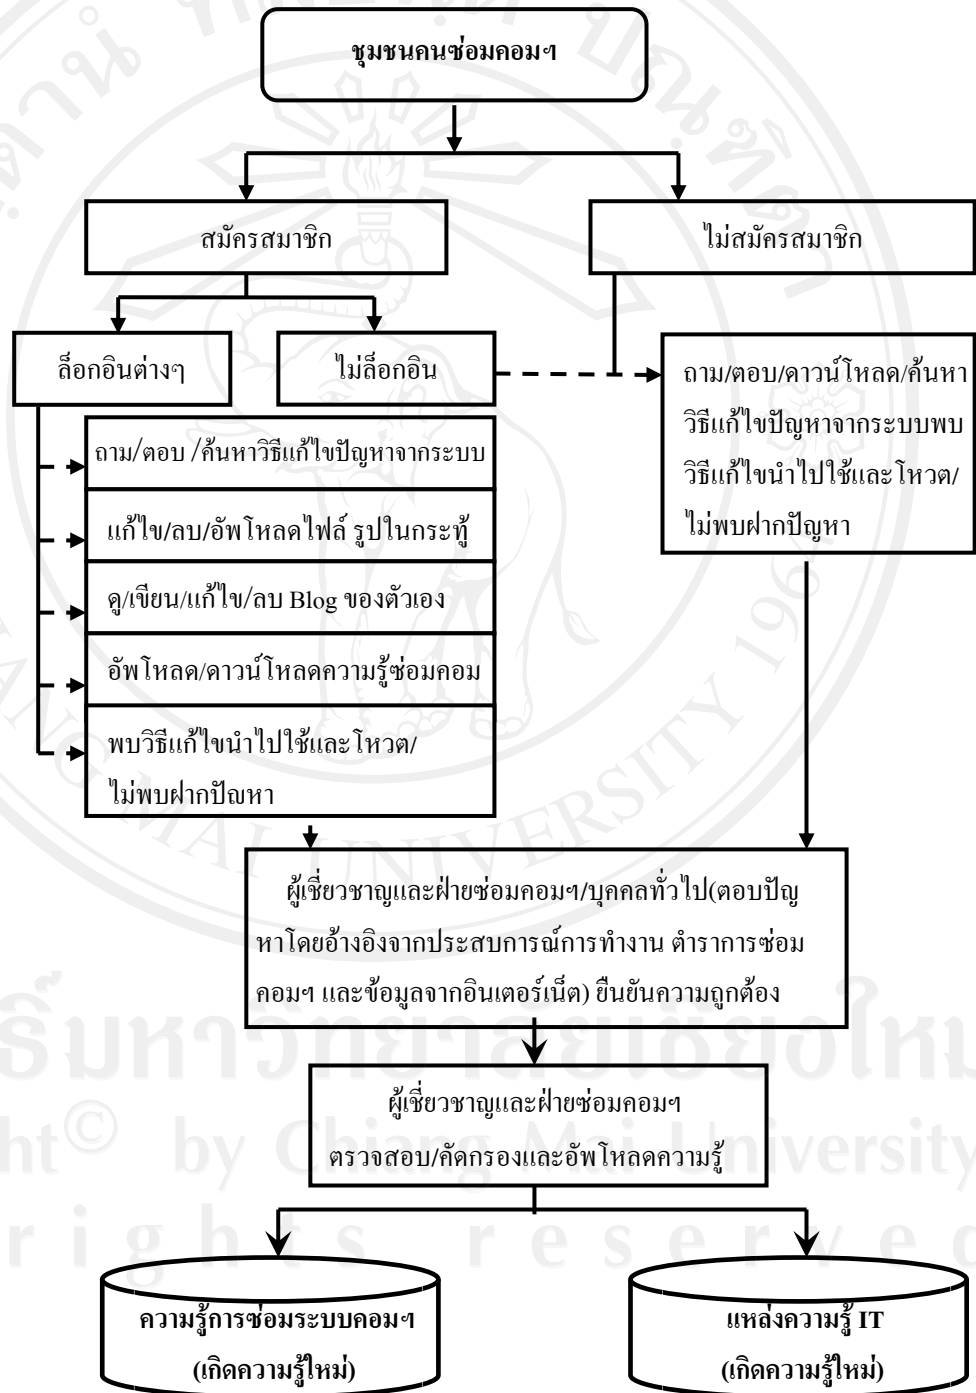 ชุมชนคนซ่อมคอมฯ
สมัครสมาชิก
ไม่สมัครสมาชิก
ล็อกอินต่างๆ
ไม่ล็อกอิน
ถาม/ตอบ/ดาวน์โหลด/ค้นหา
วิธีแก้ไขปัญหาจากระบบพบ
วิธีแก้ไขนำไปใช้และโหวต/
ไม่พบฝากปัญหา
ถาม/ตอบ /ค้นหาวิธีแก้ไขปัญหาจากระบบ
แก้ไข/ลบ/อัพโหลดไฟล์ รูปในกระทู้
ดู/เขียน/แก้ไข/ลบ Blog ของตัวเอง
อัพโหลด/ดาวน์โหลดความรู้ซ่อมคอม
พบวิธีแก้ไขนำไปใช้และโหวต/
ไม่พบฝากปัญหา
ผู้เชี่ยวชาญและฝ่ายซ่อมคอมฯ/บุคคลทั่วไป(ตอบปัญ
หาโดยอ้างอิงจากประสบการณ์การทำงาน ตำราการซ่อม
คอมฯ และข้อมูลจากอินเตอร์เน็ต) ยืนยันความถูกต้อง
ผู้เชี่ยวชาญและฝ่ายซ่อมคอมฯ
ตรวจสอบ/คัดกรองและอัพโหลดความรู้
ความรู้การซ่อมระบบคอมฯ
(เกิดความรู้ใหม่)
แหล่งความรู้ IT
(เกิดความรู้ใหม่)
มหาวิทยาลัยเชียงใหม
ht© by Chiang Mai University
rights reserved